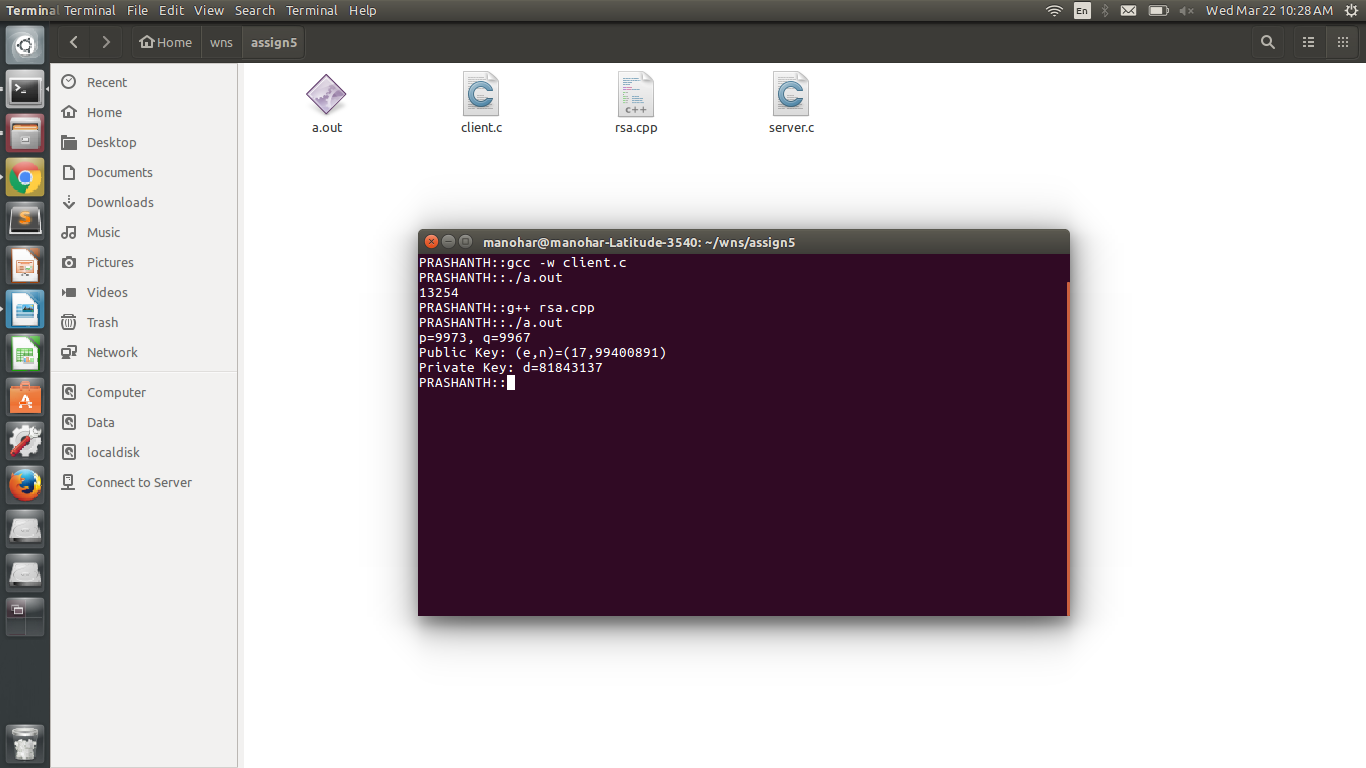 Terminal Terminal File Edit View Search Terminal Help En Wed Mar 22 10:28 AM
Home wns assign5
Recent
Home
Desktop
Documents
Downloads
Music
Pictures
Videos
Trash
Network
Computer
Data
localdisk
Connect to Server
a.out client.c rsa.cpp server.c
manohar@manohar-Latitude-3540: ~/wns/assign5
PRASHANTH::gcc -w client.c
PRASHANTH::./a.out
13254
PRASHANTH::g++ rsa.cpp
PRASHANTH::./a.out
p=9973, q=9967
Public Key: (e,n)=(17,99400891)
Private Key: d=81843137
PRASHANTH::